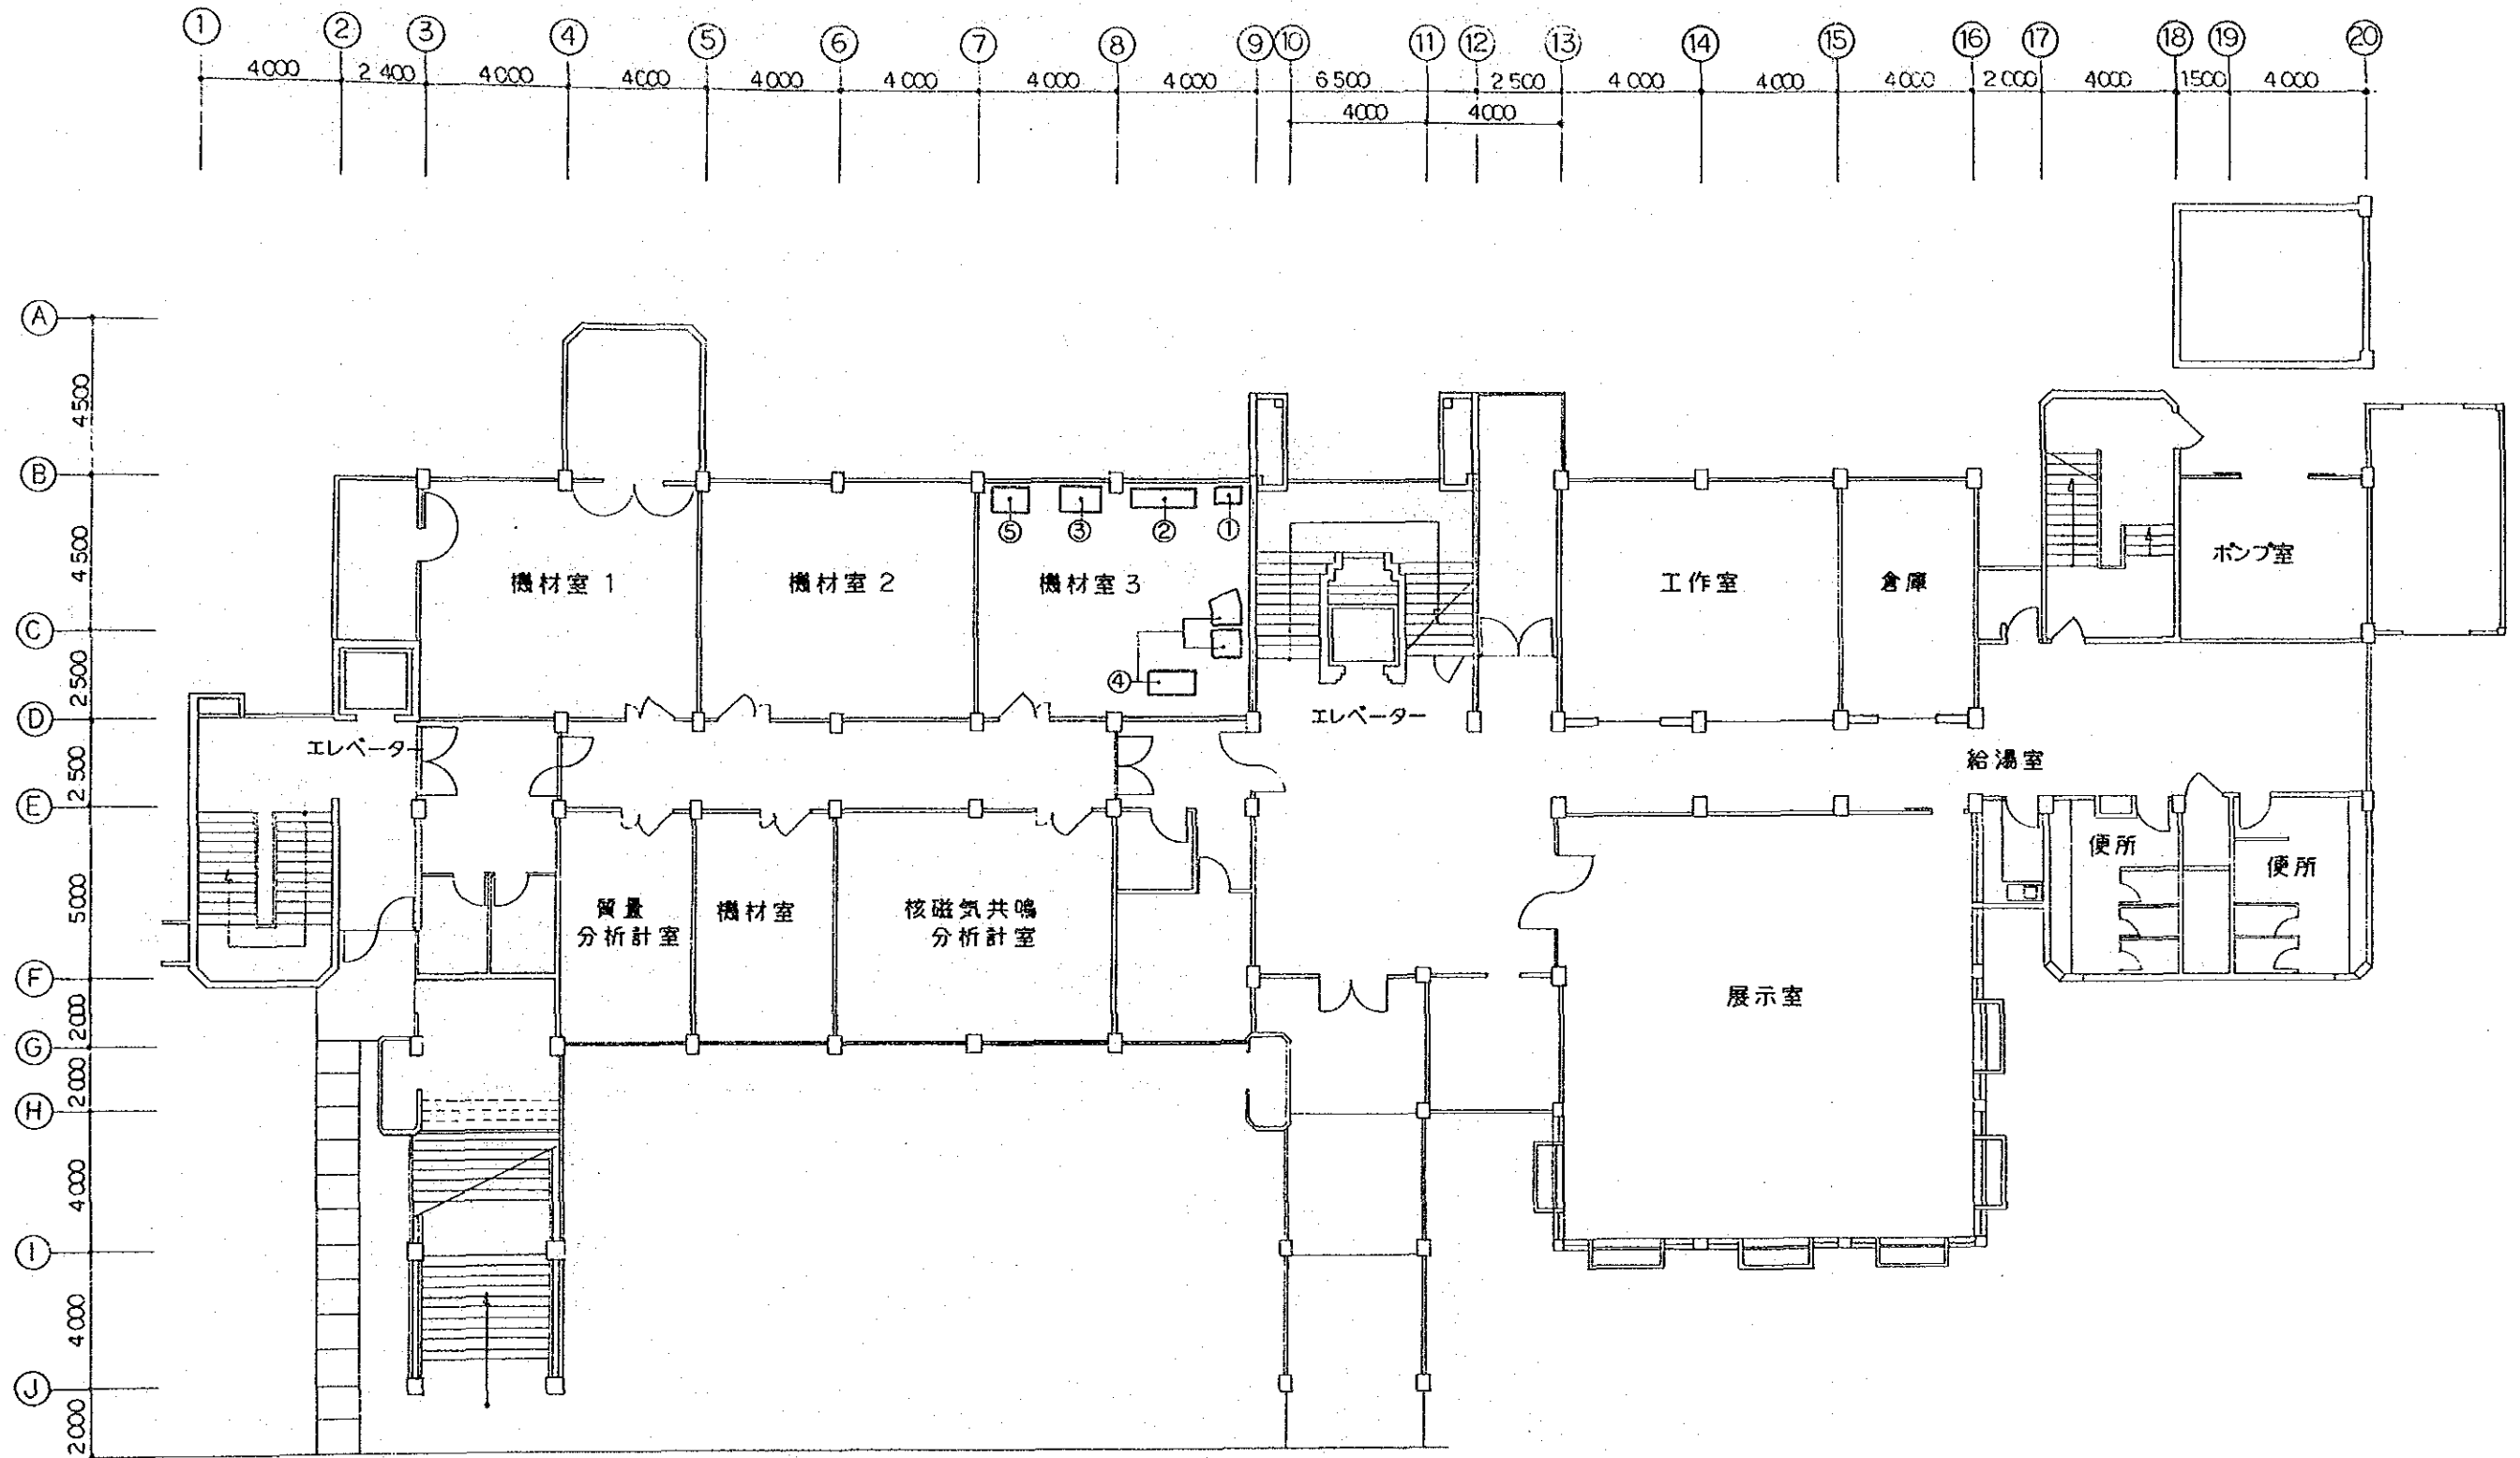 ① ② ③ ④ ⑤ ⑥ ⑦ ⑧ ⑨ ⑩ ⑪ ⑫ ⑬ ⑭ ⑮ ⑯ ⑰ ⑱ ⑲ ⑳
4000 2400 4000 4000 4000 4000 4000 4000 6500 2500 4000 4000 4000 2000 4000 1500 4000
4000 4000
Ⓐ
4500
Ⓑ
4500
Ⓒ
2500
Ⓓ
2500
Ⓔ
5000
Ⓕ
2000
Ⓖ
2000
Ⓗ
4000
Ⓘ
4000
Ⓙ
2000
⑤ ③ ② ①
機材室 1
機材室 2
機材室 3
④
工作室
倉庫
ポンプ室
エレベーター
エレベーター
給湯室
質量
分析計室
機材室
核磁気共鳴
分析計室
展示室
便所
便所